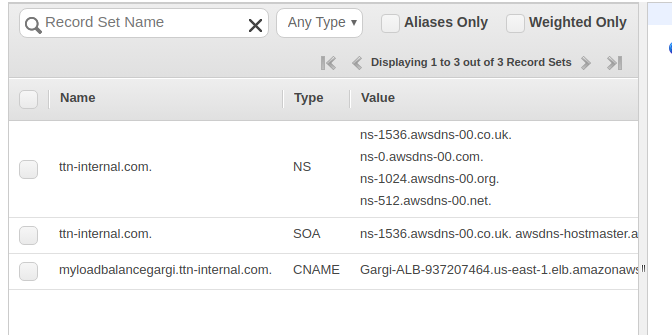 Record Set Name
Any Type
Aliases Only
Weighted Only
Displaying 1 to 3 out of 3 Record Sets
Name Type Value
ns-1536.awsdns-00.co.uk.
ns-0.awsdns-00.com.
ttn-internal.com. NS
ns-1024.awsdns-00.org.
ns-512.awsdns-00.net.
ttn-internal.com. SOA ns-1536.awsdns-00.co.uk. awsdns-hostmaster.a
myloadbalancegargi.ttn-internal.com. CNAME Gargi-ALB-937207464.us-east-1.elb.amazonaws